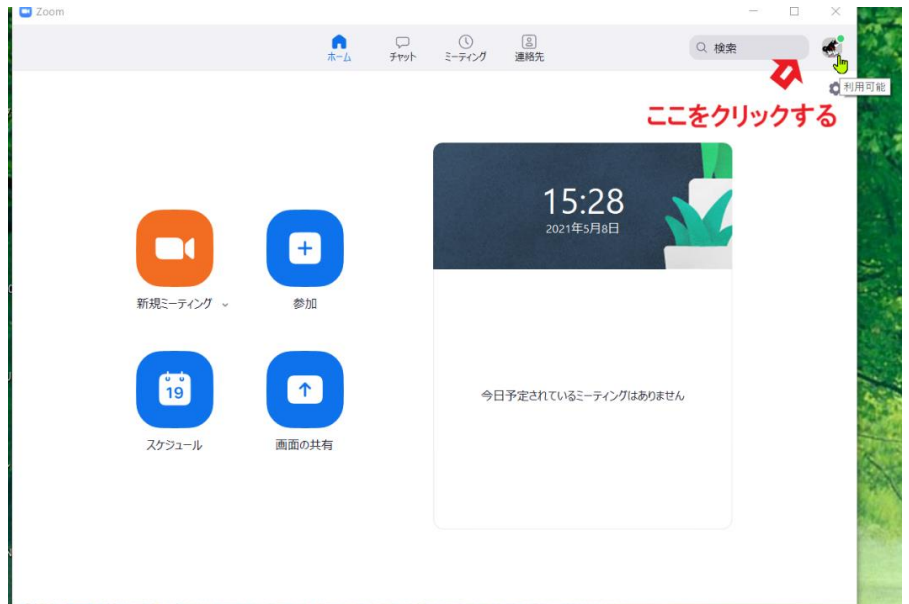 Zoom
ホーム
チャット
ミーティング
連絡先
検索
利用可能
ここをクリックする
15:28
2021年5月8日
新規ミーティング
参加
19
スケジュール
画面の共有
今日予定されているミーティングはありません